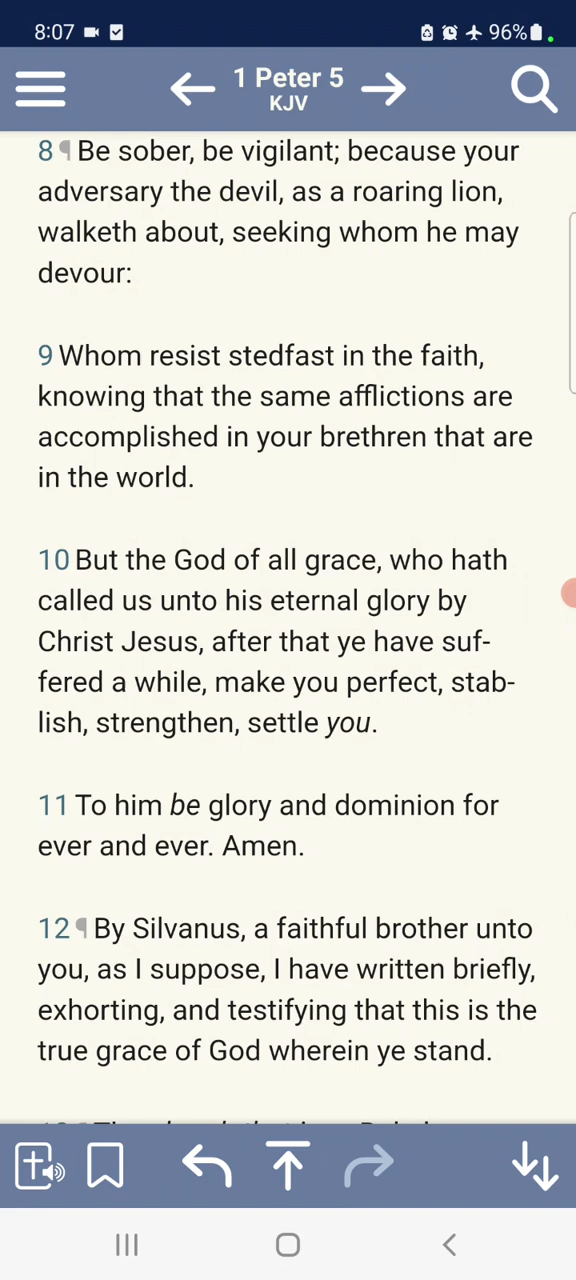 8:07
96%
1 Peter 5
KJV
8 ¶ Be sober, be vigilant; because your
adversary the devil, as a roaring lion,
walketh about, seeking whom he may
devour:
9 Whom resist stedfast in the faith,
knowing that the same afflictions are
accomplished in your brethren that are
in the world.
10 But the God of all grace, who hath
called us unto his eternal glory by
Christ Jesus, after that ye have suf-
fered a while, make you perfect, stab-
lish, strengthen, settle you.
11 To him be glory and dominion for
ever and ever. Amen.
12 ¶ By Silvanus, a faithful brother unto
you, as I suppose, I have written briefly,
exhorting, and testifying that this is the
true grace of God wherein ye stand.